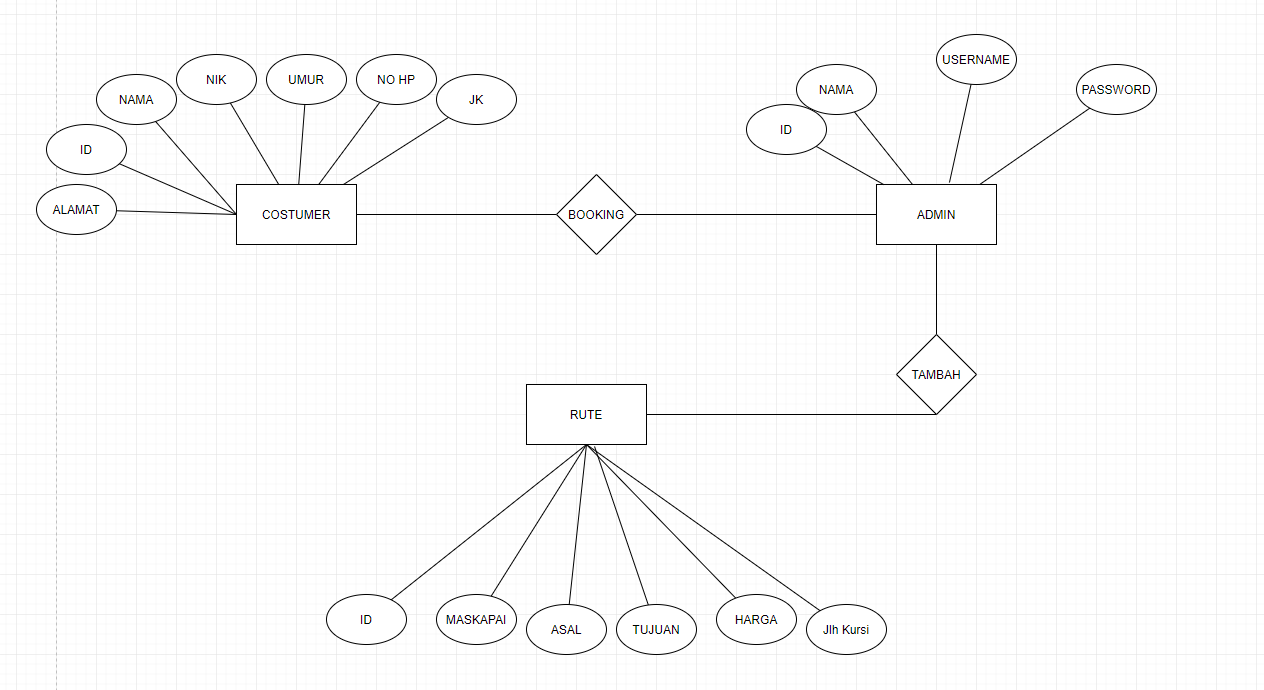 USERNAME
NIK
UMUR
NO HP
NAMA
PASSWORD
NAMA
JK
ID
ID
ALAMAT
COSTUMER
BOOKING
ADMIN
TAMBAH
RUTE
ID
MASKAPAI
ASAL
TUJUAN
HARGA
Jlh Kursi